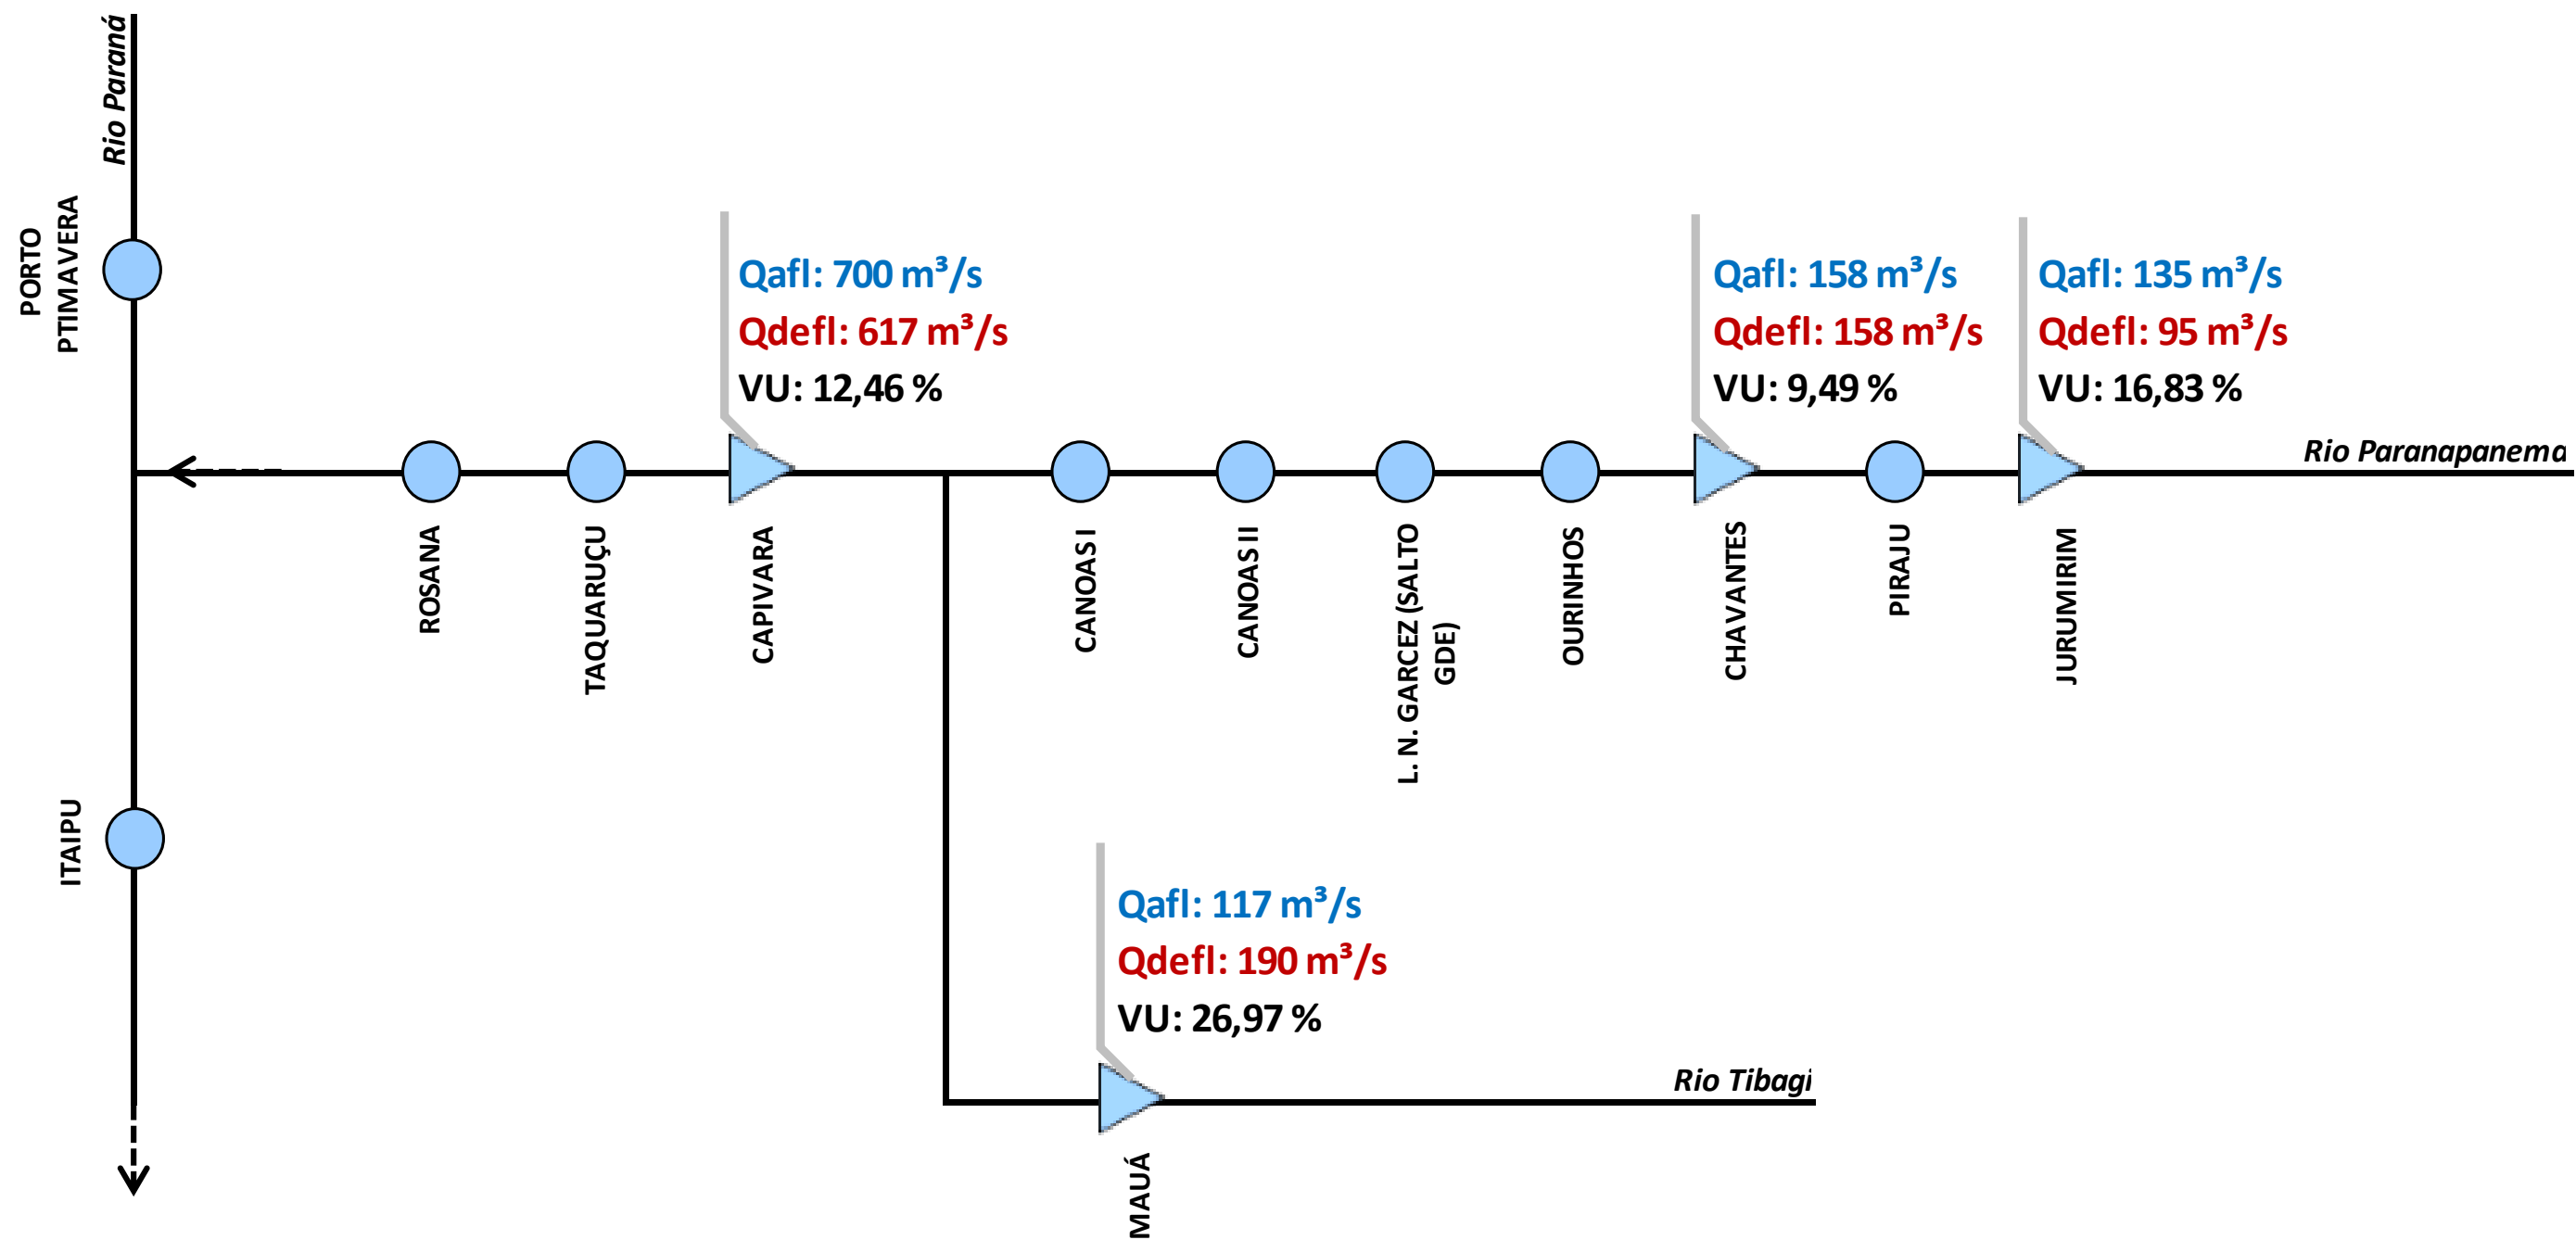 Rio Paraná
PORTO
PTIMAVERA
Qafl: 700 m³/s
Qdefl: 617 m³/s
VU: 12,46 %
Qafl: 158 m³/s
Qdefl: 158 m³/s
VU: 9,49 %
Qafl: 135 m³/s
Qdefl: 95 m³/s
VU: 16,83 %
Rio Paranapanema
ROSANA
TAQUARUÇU
CAPIVARA
CANOAS I
CANOAS II
L. N. GARCEZ (SALTO
GDE)
OURINHOS
CHAVANTES
PIRAJU
JURUMIRIM
ITAIPU
Qafl: 117 m³/s
Qdefl: 190 m³/s
VU: 26,97 %
Rio Tibagi
MAUÁ